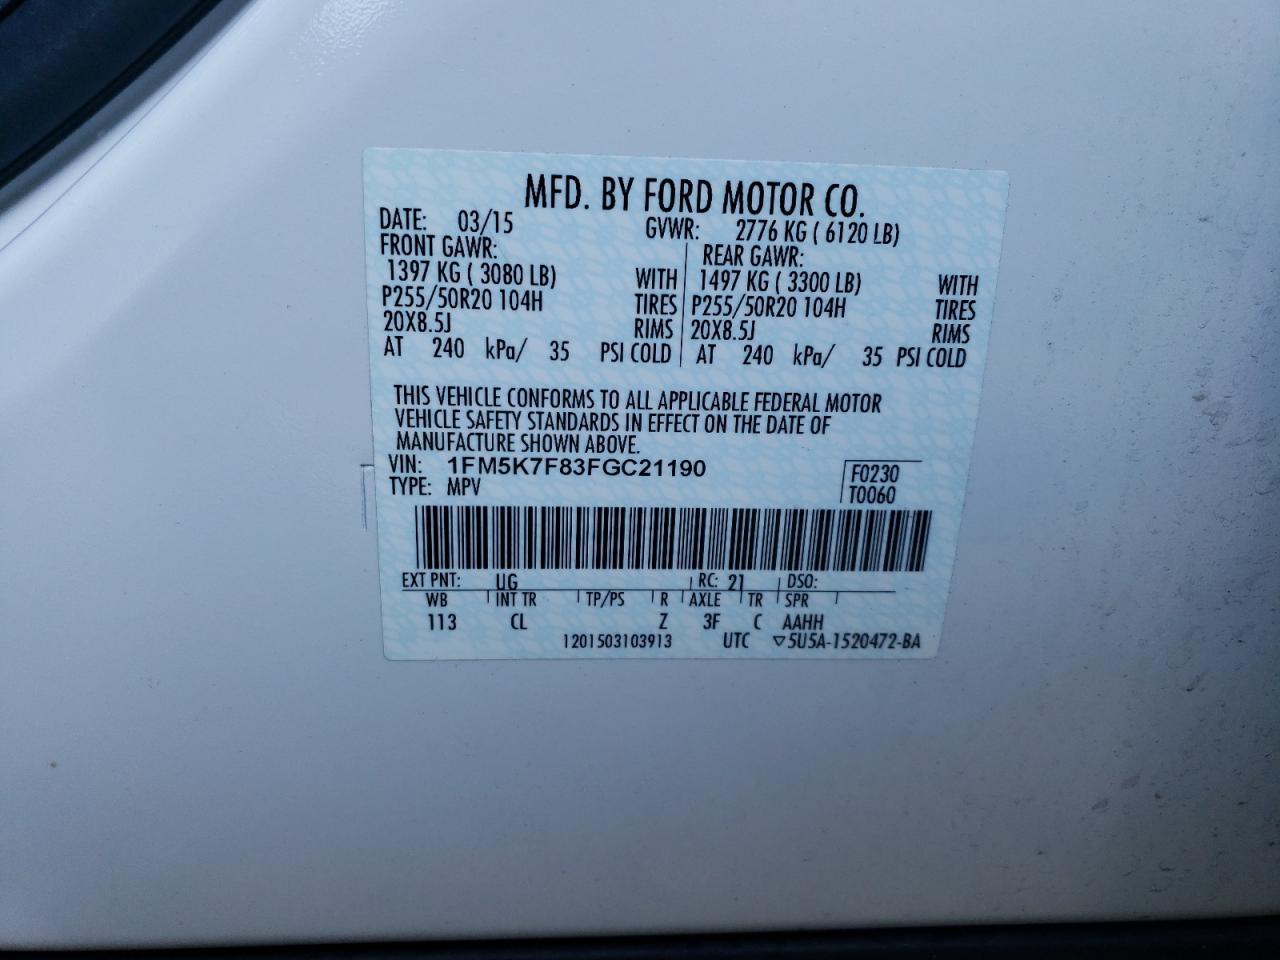 MFD. BY FORD MOTOR CO.
DATE: 03/15 GVWR: 2776 KG ( 6120 LB)
FRONT GAWR: REAR GAWR:
1397 KG ( 3080 LB) WITH 1497 KG ( 3300 LB) WITH
P255/50R20 104H TIRES P255/50R20 104H TIRES
20X8.5J RIMS 20X8.5J RIMS
AT 240 kPa/ 35 PSI COLD AT 240 kPa/ 35 PSI COLD
THIS VEHICLE CONFORMS TO ALL APPLICABLE FEDERAL MOTOR
VEHICLE SAFETY STANDARDS IN EFFECT ON THE DATE OF
MANUFACTURE SHOWN ABOVE.
VIN: 1FM5K7F83FGC21190 F0230
TYPE: MPV T0060
EXT PNT: UG RC: 21 DSO:
WB INT TR TP/PS R AXLE TR SPR
113 CL Z 3F C AAHH
1201503103913 UTC ▽5U5A-1520472-BA